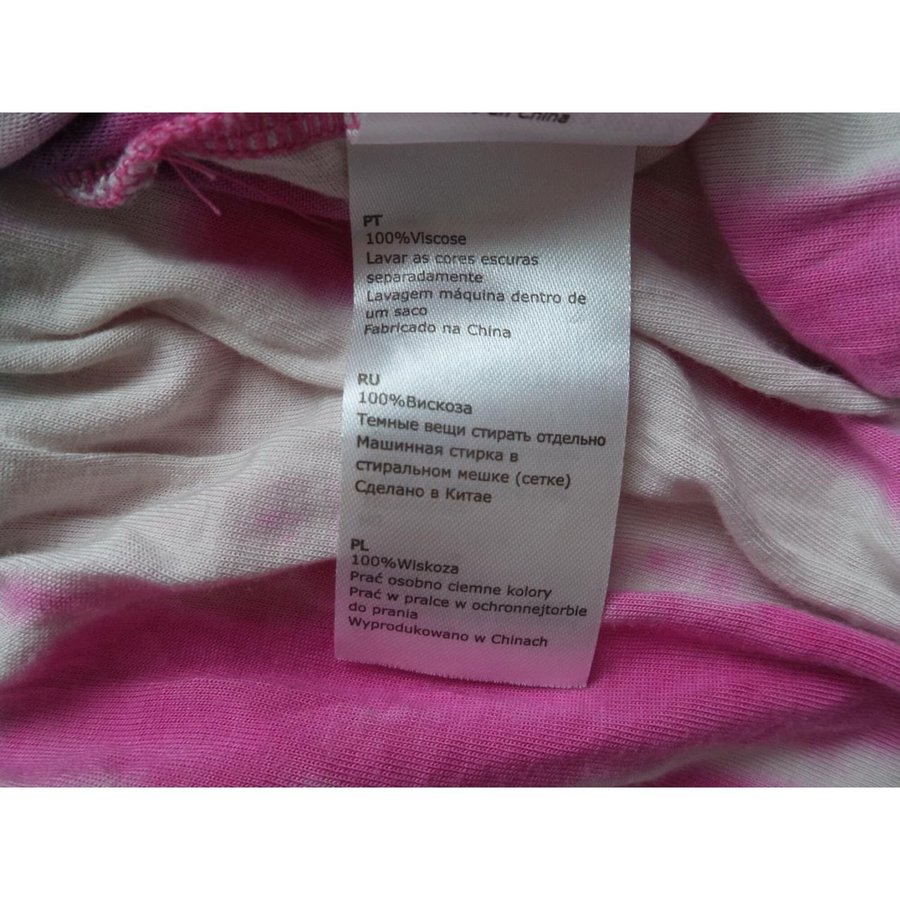 China
PT
100%Viscose
Lavar as cores escuras
separadamente
Lavagem máquina dentro de
um saco
Fabricado na China
RU
100%Вискоза
Темные вещи стирать отдельно
Машинная стирка в
стиральном мешке (сетке)
Сделано в Китае
PL
100%Wiskoza
Prać osobno ciemne kolory
Prać w pralce w ochronnejtorbie
do prania
Wyprodukowano w Chinach